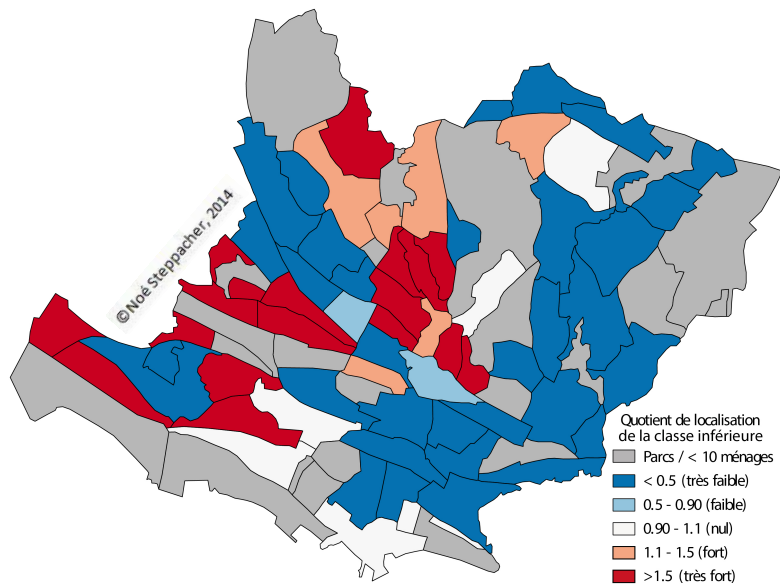 © Noé Steppacher, 2014
Quotient de localisation
de la classe inférieure
Parcs / < 10 ménages
< 0.5 (très faible)
0.5 - 0.90 (faible)
0.90 - 1.1 (nul)
1.1 - 1.5 (fort)
>1.5 (très fort)